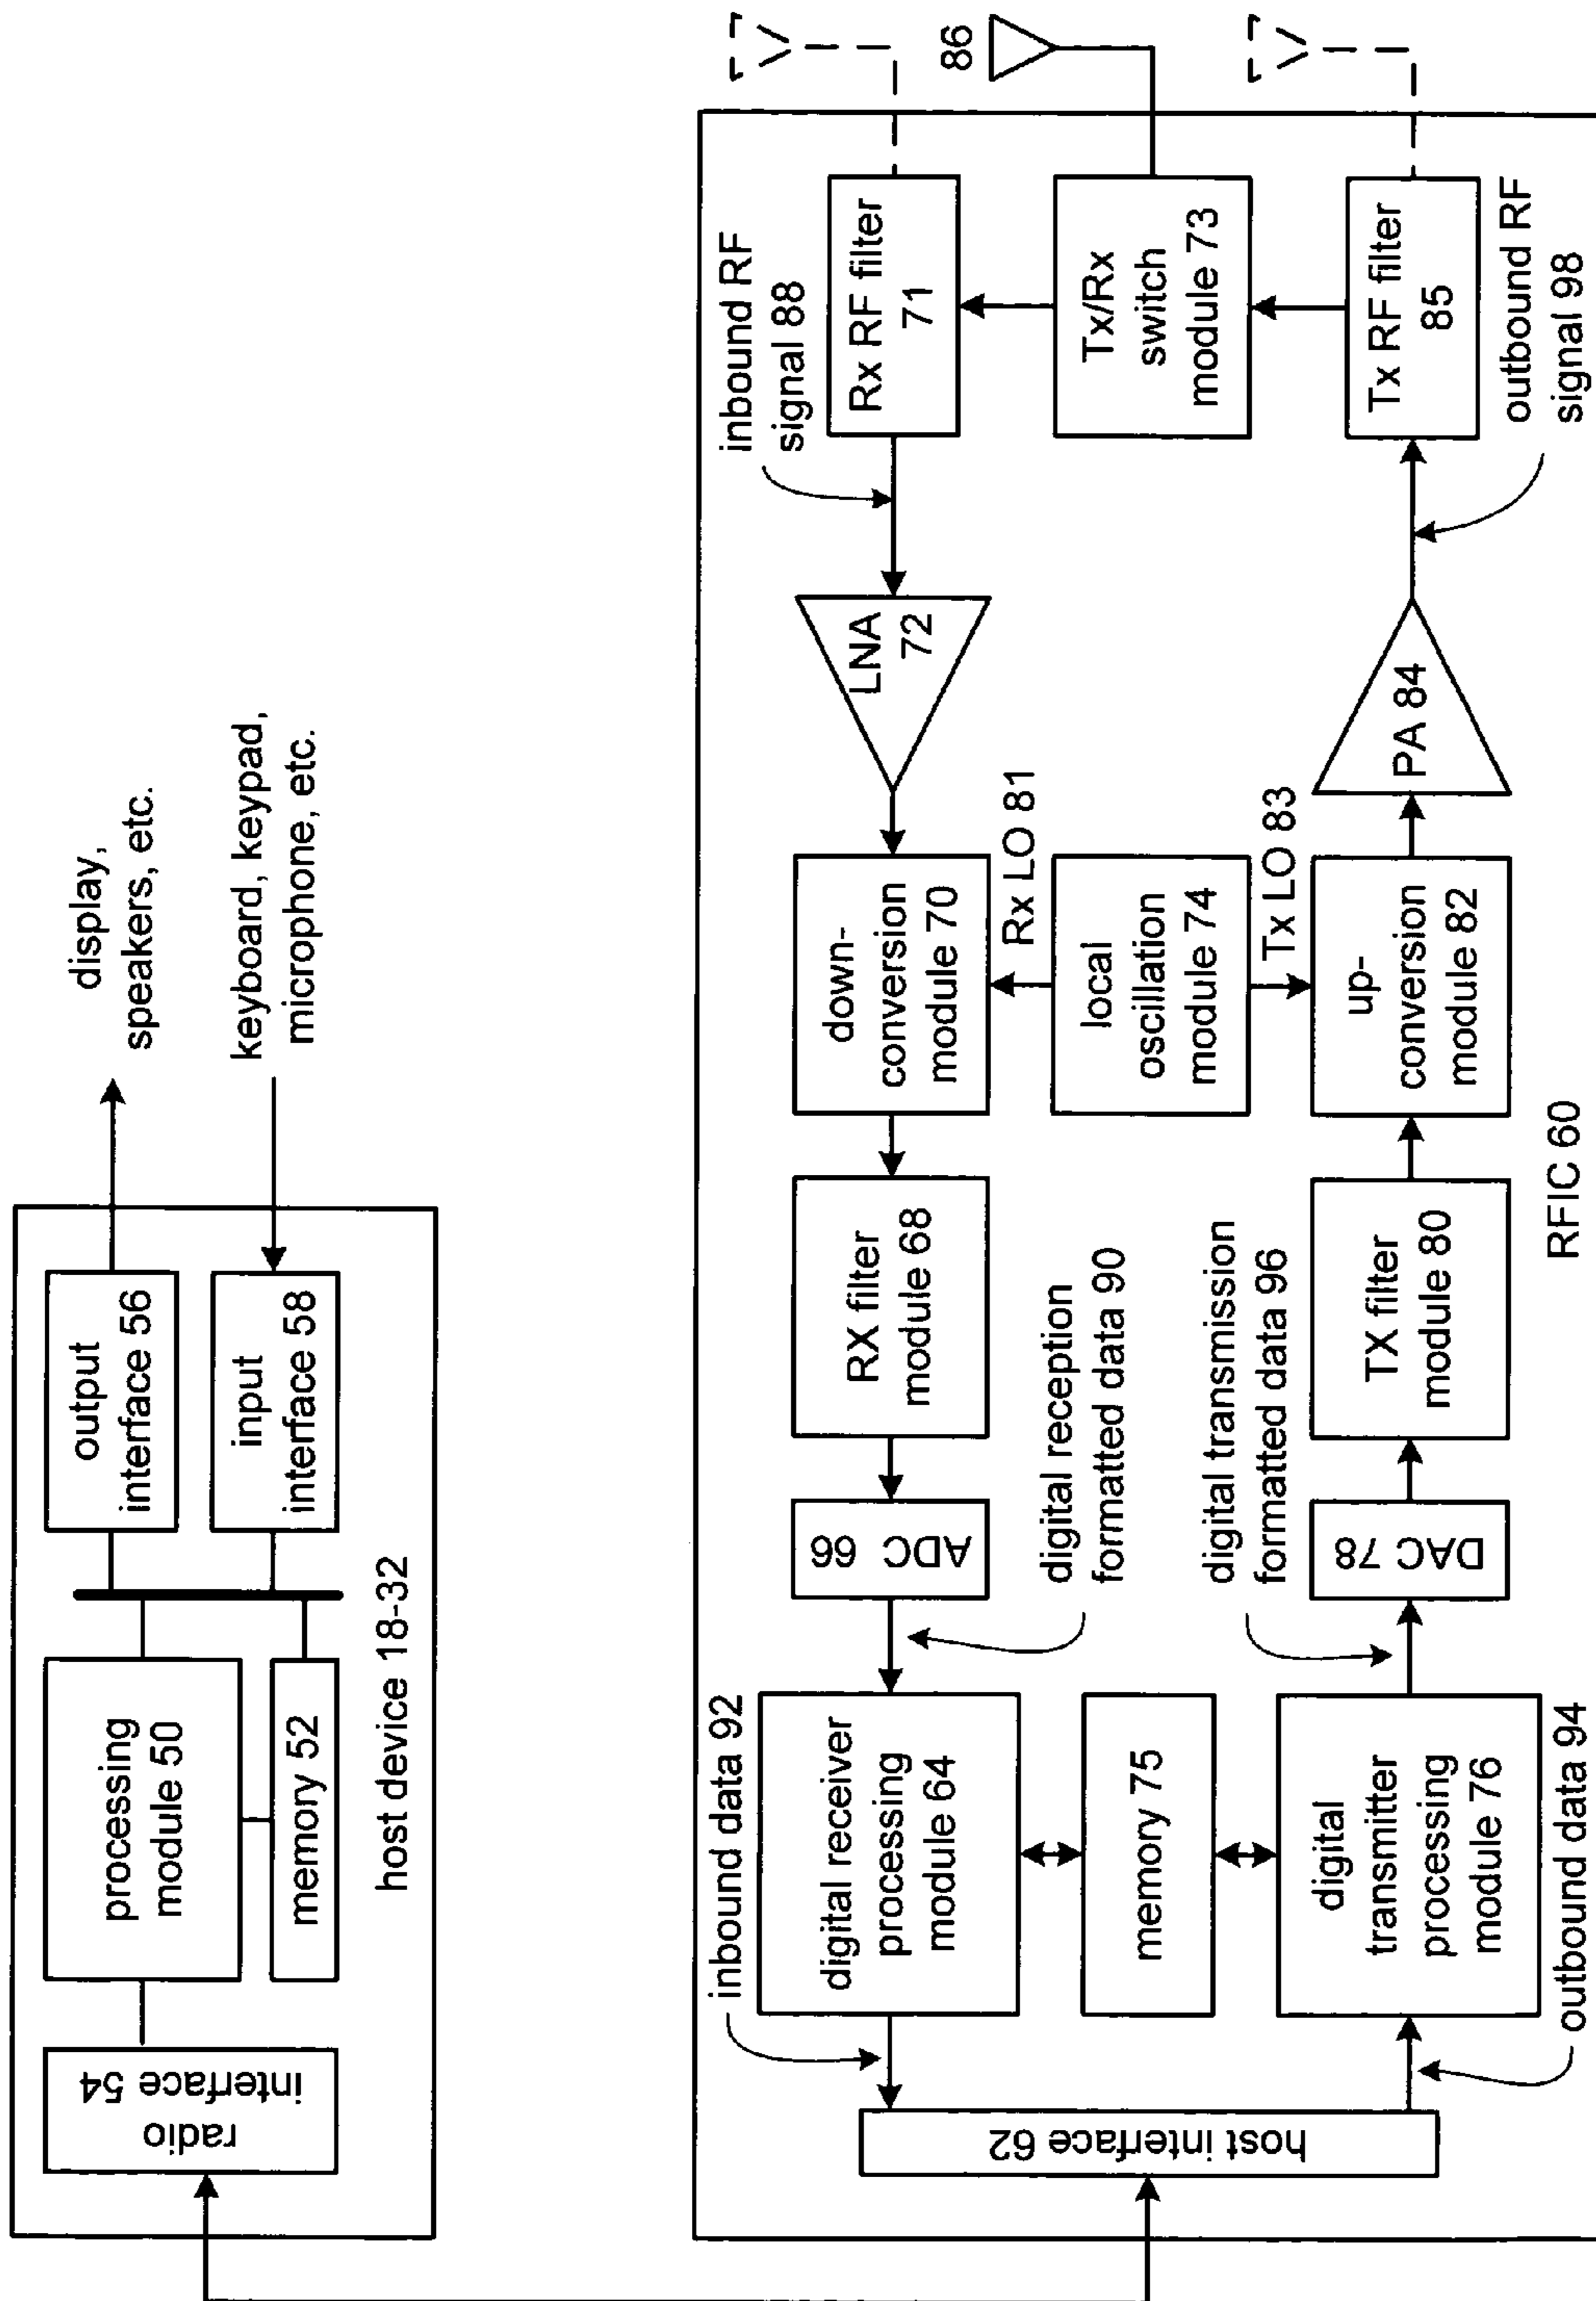 display,
speakers, etc.
keyboard, keypad,
microphone, etc.
radio
interface 54
processing
module 50
memory 52
output
interface 56
input
interface 58
host device 18-32
host interface 62
inbound data 92
digital receiver
processing
module 64
memory 75
digital
transmitter
processing
module 76
outbound data 94
ADC 66
digital reception
formatted data 90
digital transmission
formatted data 96
DAC 78
RX filter
module 68
TX filter
module 80
down-
conversion
module 70
Rx LO 81
local
oscillation
module 74
Tx LO 83
up-
conversion
module 82
LNA
72
PA 84
inbound RF
signal 88
Rx RF filter
71
Tx/Rx
switch
module 73
Tx RF filter
85
outbound RF
signal 98
86
RFIC 60